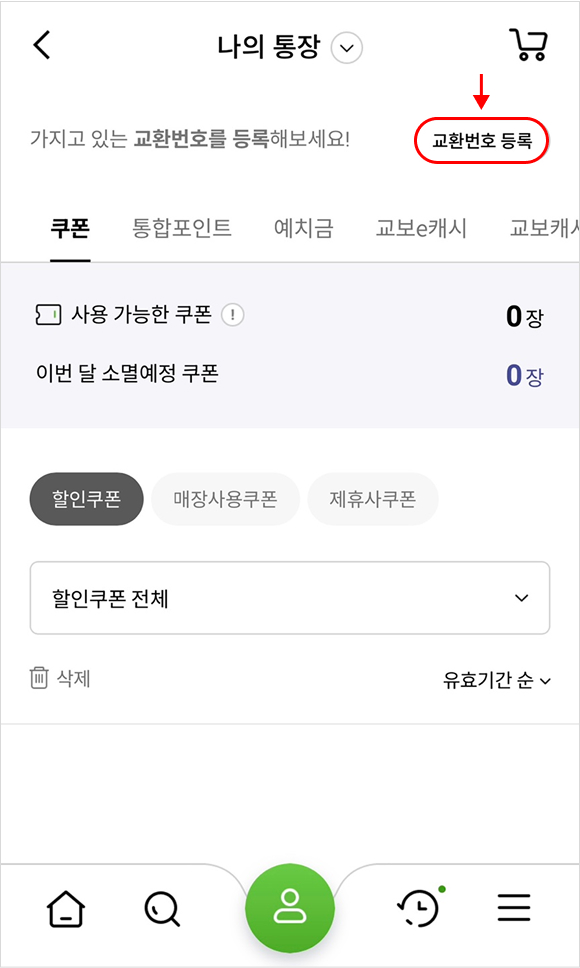 나의 통장
가지고 있는 교환번호를 등록해보세요!
교환번호 등록
쿠폰 통합포인트 예치금 교보e캐시 교보캐시
사용 가능한 쿠폰 ! 0장
이번 달 소멸예정 쿠폰 0장
할인쿠폰 매장사용쿠폰 제휴사쿠폰
할인쿠폰 전체
삭제 유효기간 순